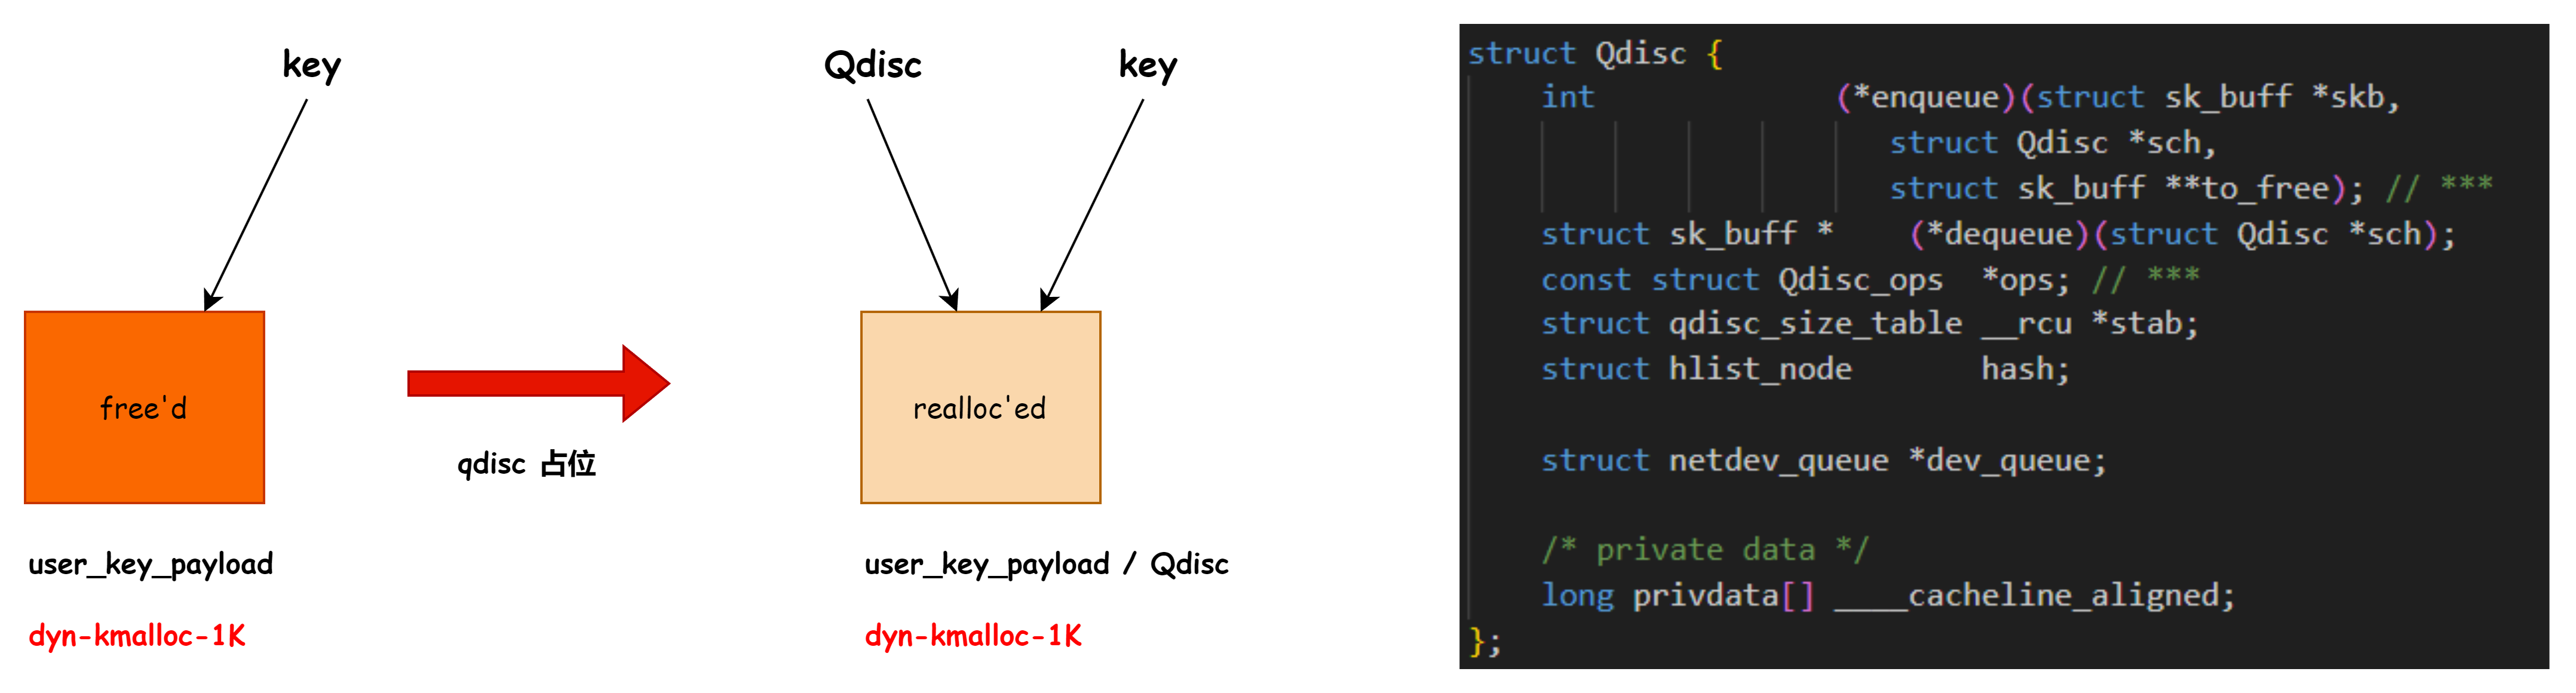 key
free'd
user_key_payload
dyn-kmalloc-1K
qdisc 占位
Qdisc
key
realloc'ed
user_key_payload / Qdisc
dyn-kmalloc-1K
struct Qdisc {
int (*enqueue)(struct sk_buff *skb,
struct Qdisc *sch,
struct sk_buff **to_free); // ***
struct sk_buff * (*dequeue)(struct Qdisc *sch);
const struct Qdisc_ops *ops; // ***
struct qdisc_size_table __rcu *stab;
struct hlist_node hash;
struct netdev_queue *dev_queue;
/* private data */
long privdata[] ____cacheline_aligned;
};